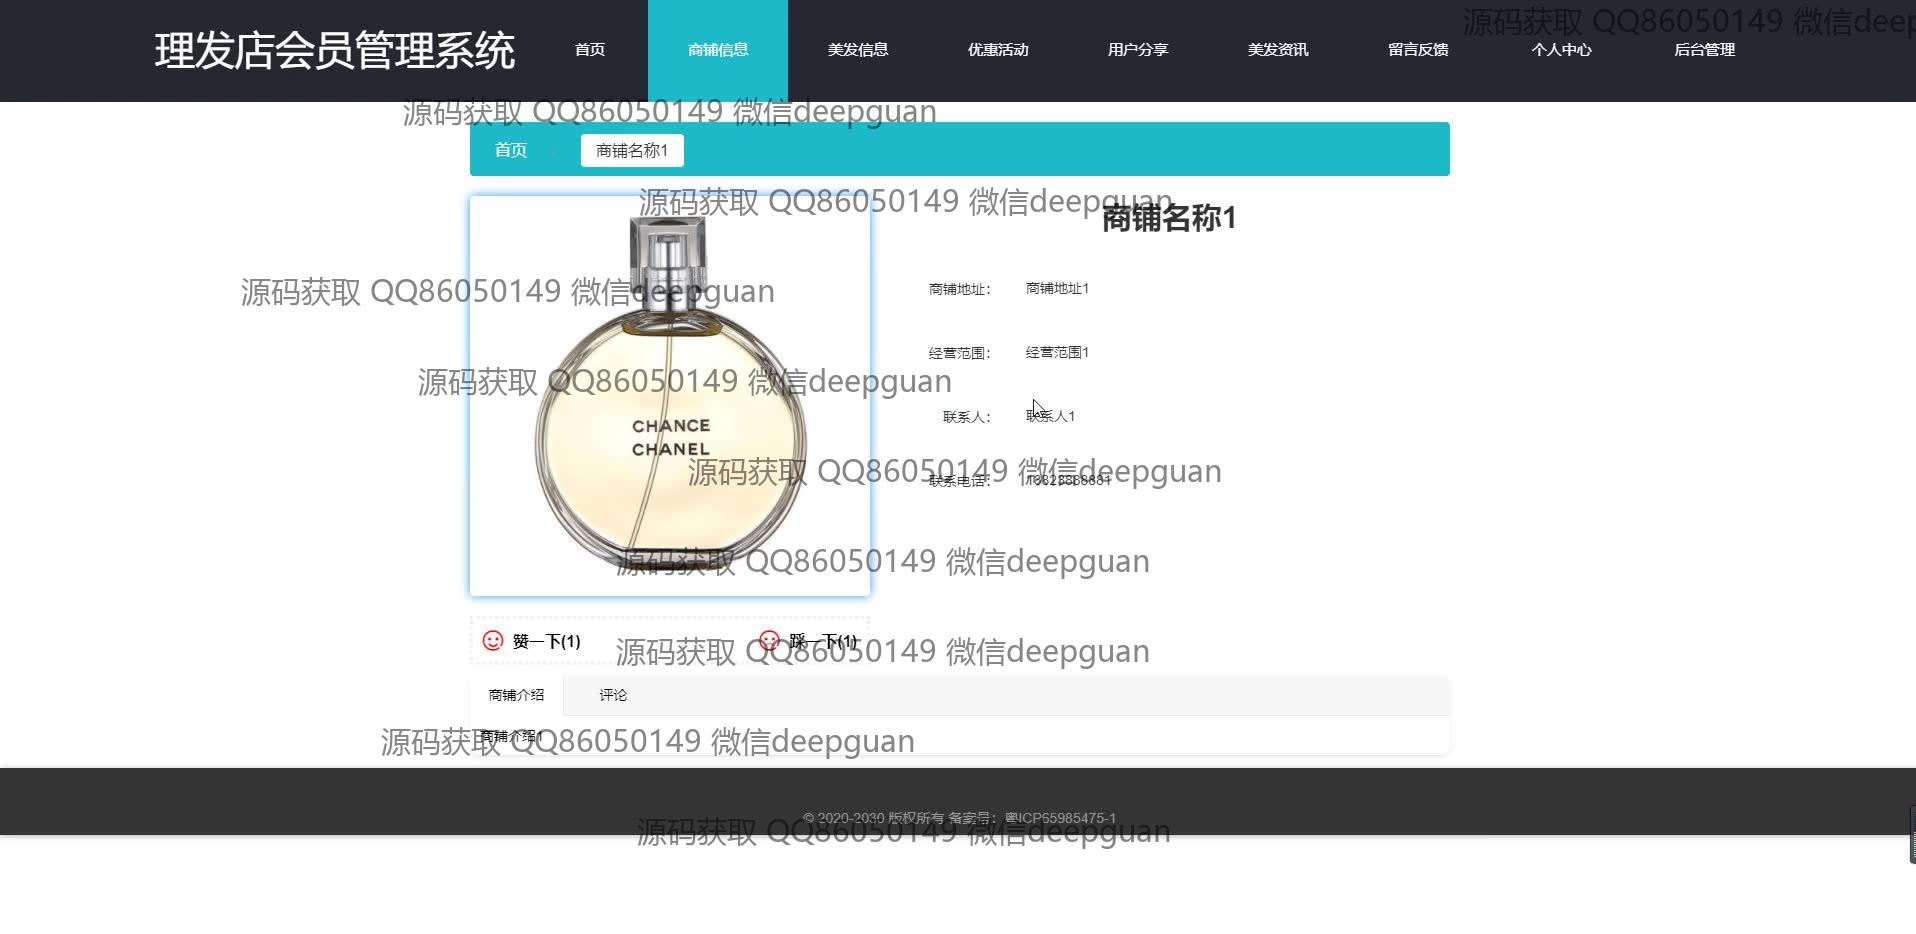 理发店会员管理系统 首页 商铺信息 美发信息 优惠活动 用户分享 美发资讯 留言反馈 个人中心 后台管理
源码获取 QQ86050149 微信deep
源码获取 QQ86050149 微信deepguan
首页 商铺名称1
源码获取 QQ86050149 微信deepguan
商铺名称1
商铺地址： 商铺地址1
源码获取 QQ86050149 微信deepguan
经营范围： 经营范围1
源码获取 QQ86050149 微信deepguan
联系人： 联系人1
CHANCE
CHANEL
源码获取 QQ86050149 微信deepguan
联系电话：
源码获取 QQ86050149 微信deepguan
赞一下(1) 踩一下(1)
源码获取 QQ86050149 微信deepguan
商铺介绍 评论
商铺介绍1
源码获取 QQ86050149 微信deepguan
© 2020-2030 版权所有 备案号：粤ICP65985475-1
源码获取 QQ86050149 微信deepguan